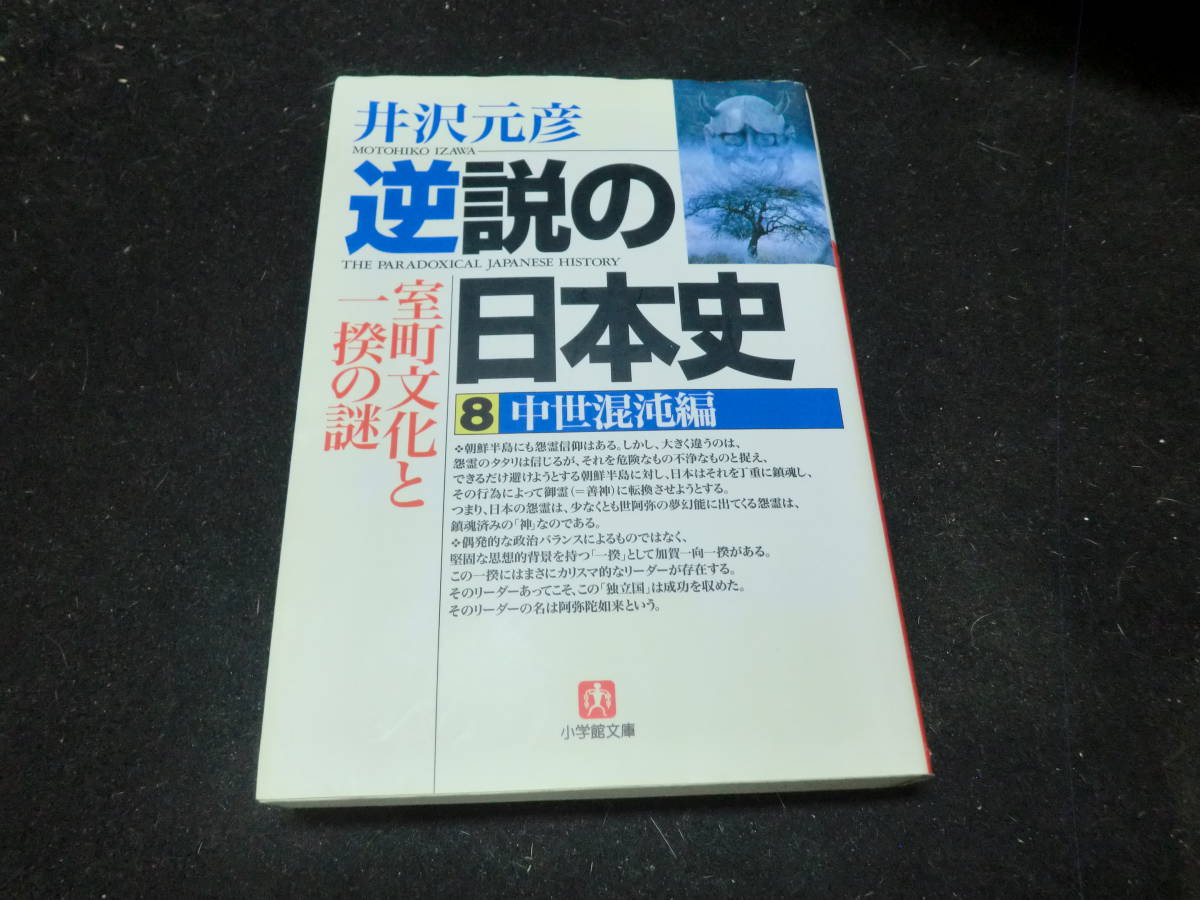 井沢元彦
MOTOHIKO IZAWA
逆説の
THE PARADOXICAL JAPANESE HISTORY
日本史
8 中世混沌編
室町文化と
一揆の謎
❖朝鮮半島にも怨霊信仰はある。しかし、大きく違うのは、
怨霊のタタリは信じるが、それを危険なもの不浄なものと捉え、
できるだけ避けようとする朝鮮半島に対し、日本はそれを丁重に鎮魂し、
その行為によって御霊(=善神)に転換させようとする。
つまり、日本の怨霊は、少なくとも世阿弥の夢幻能に出てくる怨霊は、
鎮魂済みの「神」なのである。
❖偶発的な政治バランスによるものではなく、
堅固な思想的背景を持つ「一揆」として加賀一向一揆がある。
この一揆にはまさにカリスマ的なリーダーが存在する。
そのリーダーあってこそ、この「独立国」は成功を収めた。
そのリーダーの名は阿弥陀如来という。
小学館文庫